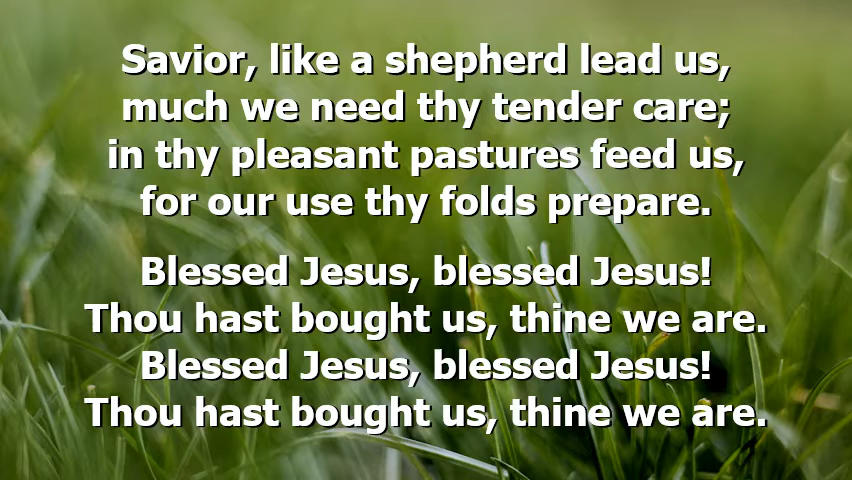 Savior, like a shepherd lead us,
much we need thy tender care;
in thy pleasant pastures feed us,
for our use thy folds prepare.
Blessed Jesus, blessed Jesus!
Thou hast bought us, thine we are.
Blessed Jesus, blessed Jesus!
Thou hast bought us, thine we are.